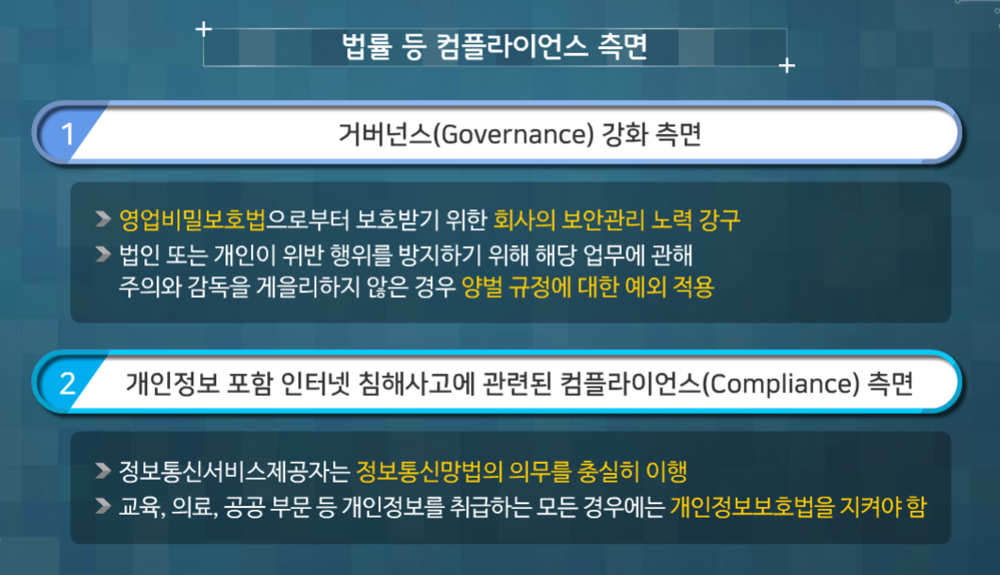 법률 등 컴플라이언스 측면
1 거버넌스(Governance) 강화 측면
영업비밀보호법으로부터 보호받기 위한 회사의 보안관리 노력 강구
법인 또는 개인이 위반 행위를 방지하기 위해 해당 업무에 관해
주의와 감독을 게을리하지 않은 경우 양벌 규정에 대한 예외 적용
2 개인정보 포함 인터넷 침해사고에 관련된 컴플라이언스(Compliance) 측면
정보통신서비스제공자는 정보통신망법의 의무를 충실히 이행
교육, 의료, 공공 부문 등 개인정보를 취급하는 모든 경우에는 개인정보보호법을 지켜야 함